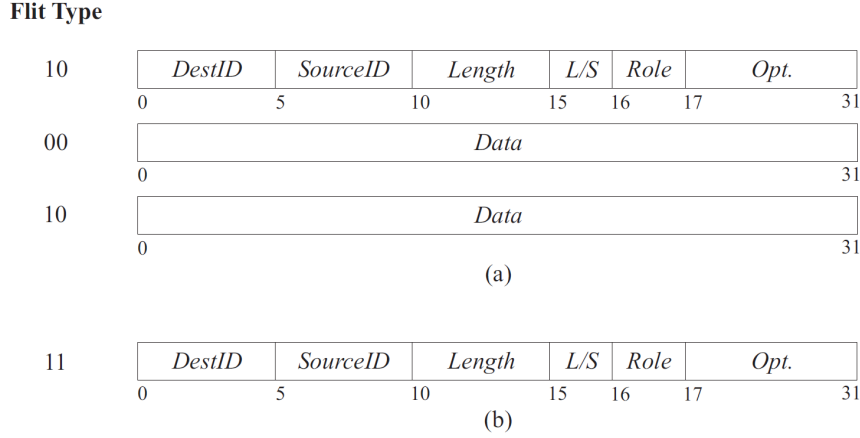 Flit Type
10 DestID SourceID Length L/S Role Opt.
0 5 10 15 16 17 31
00 Data
0 31
10 Data
0 31
(a)
11 DestID SourceID Length L/S Role Opt.
0 5 10 15 16 17 31
(b)